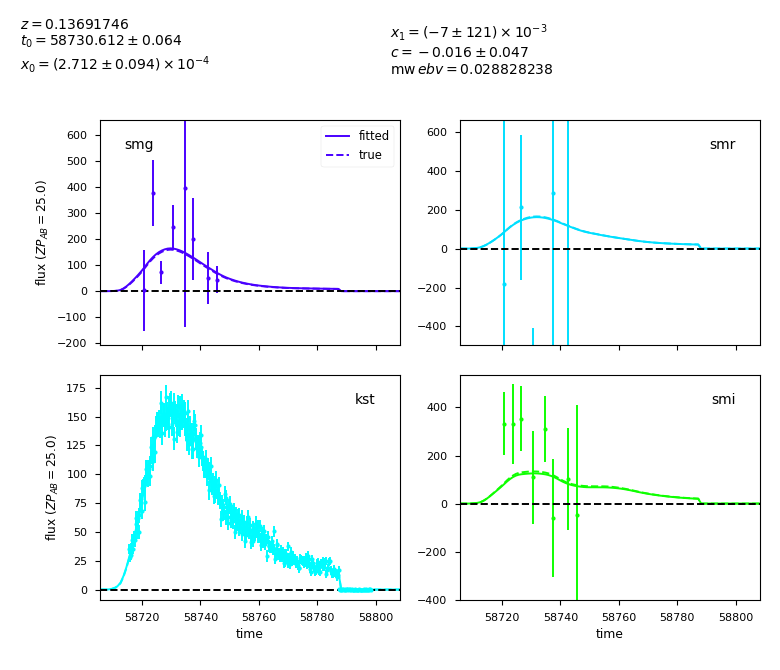 z = 0.13691746
t₀ = 58730.612 ± 0.064
x₀ = (2.712 ± 0.094) × 10⁻⁴
x₁ = (−7 ± 121) × 10⁻³
c = −0.016 ± 0.047
mw ebv = 0.028828238
smg
fitted
true
600
500
400
300
200
100
0
−100
−200
flux (ZP_AB = 25.0)
smr
600
400
200
0
−200
−400
kst
175
150
125
100
75
50
25
0
flux (ZP_AB = 25.0)
58720 58740 58760 58780 58800
time
smi
400
200
0
−200
−400
58720 58740 58760 58780 58800
time